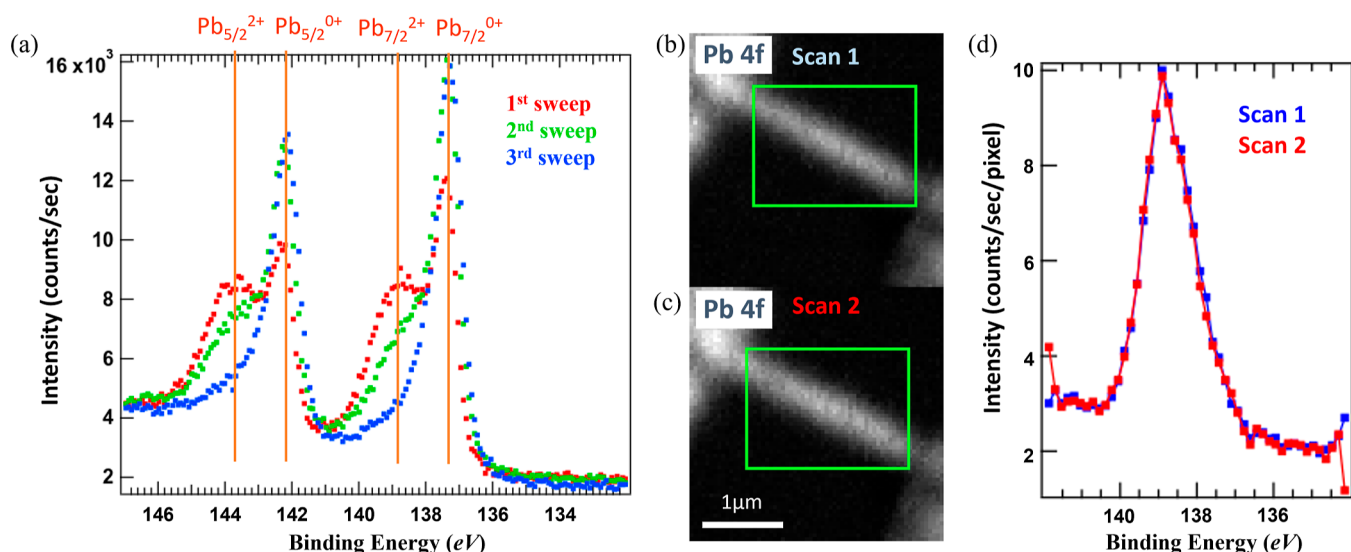 (a)
Pb5/2²⁺ Pb5/2⁰⁺ Pb7/2²⁺ Pb7/2⁰⁺
16 x10³
14
12
10
8
6
4
2
Intensity (counts/sec)
1st sweep
2nd sweep
3rd sweep
146 144 142 140 138 136 134
Binding Energy (eV)
(b)
Pb 4f Scan 1
(c)
Pb 4f Scan 2
1μm
(d)
10
8
6
4
2
Intensity (counts/sec/pixel)
Scan 1
Scan 2
140 138 136
Binding Energy (eV)